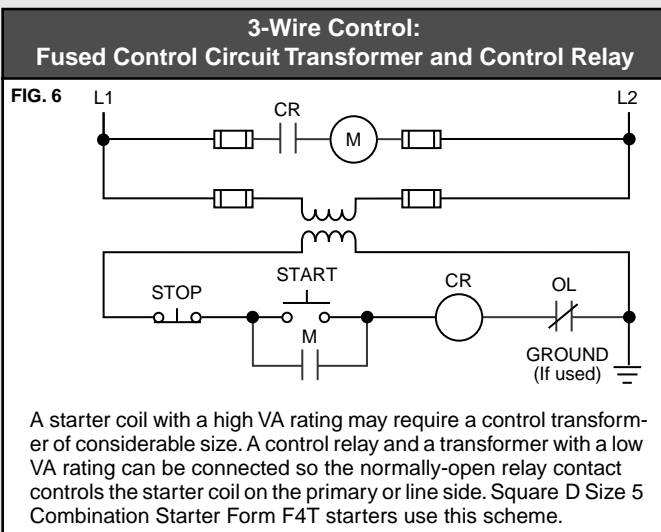 3-Wire Control:
Fused Control Circuit Transformer and Control Relay
FIG. 6 L1 L2
CR
M
START CR OL
STOP
M
GROUND
(If used)
A starter coil with a high VA rating may require a control transform-
er of considerable size. A control relay and a transformer with a low
VA rating can be connected so the normally-open relay contact
controls the starter coil on the primary or line side. Square D Size 5
Combination Starter Form F4T starters use this scheme.